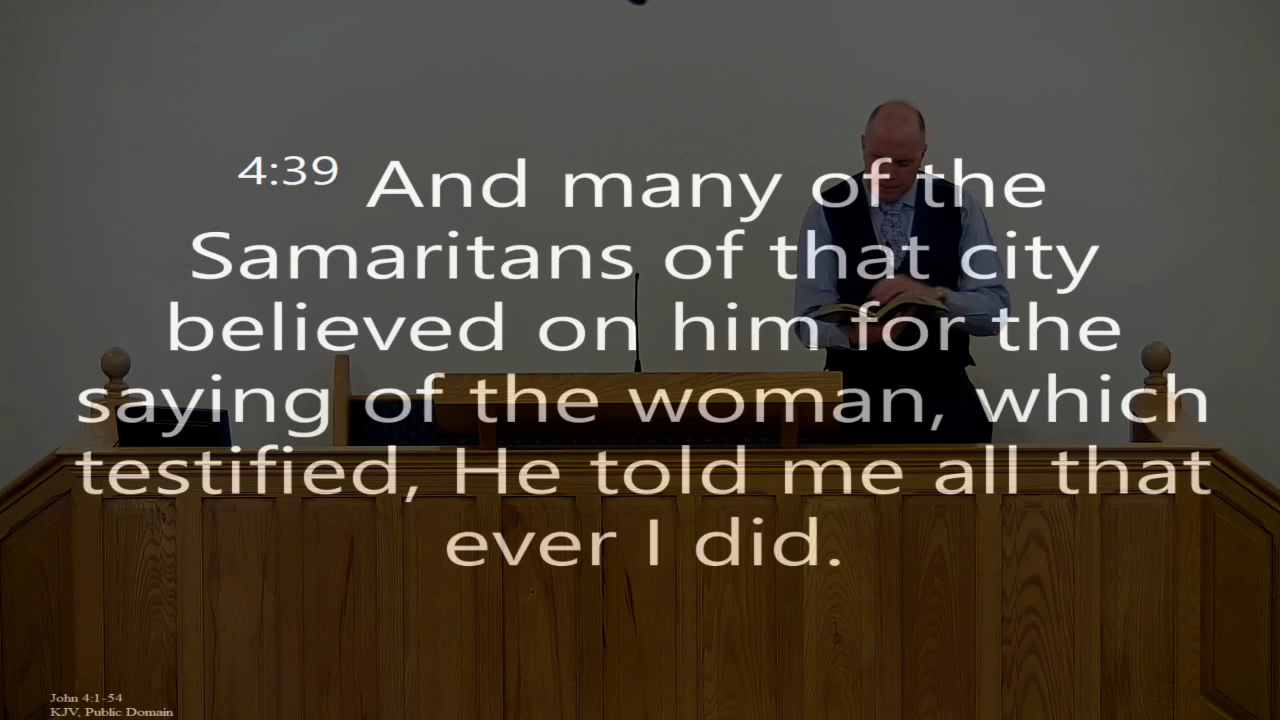 4:39 And many of the
Samaritans of that city
believed on him for the
saying of the woman, which
testified, He told me all that
ever I did.
John 4:1-54
KJV, Public Domain